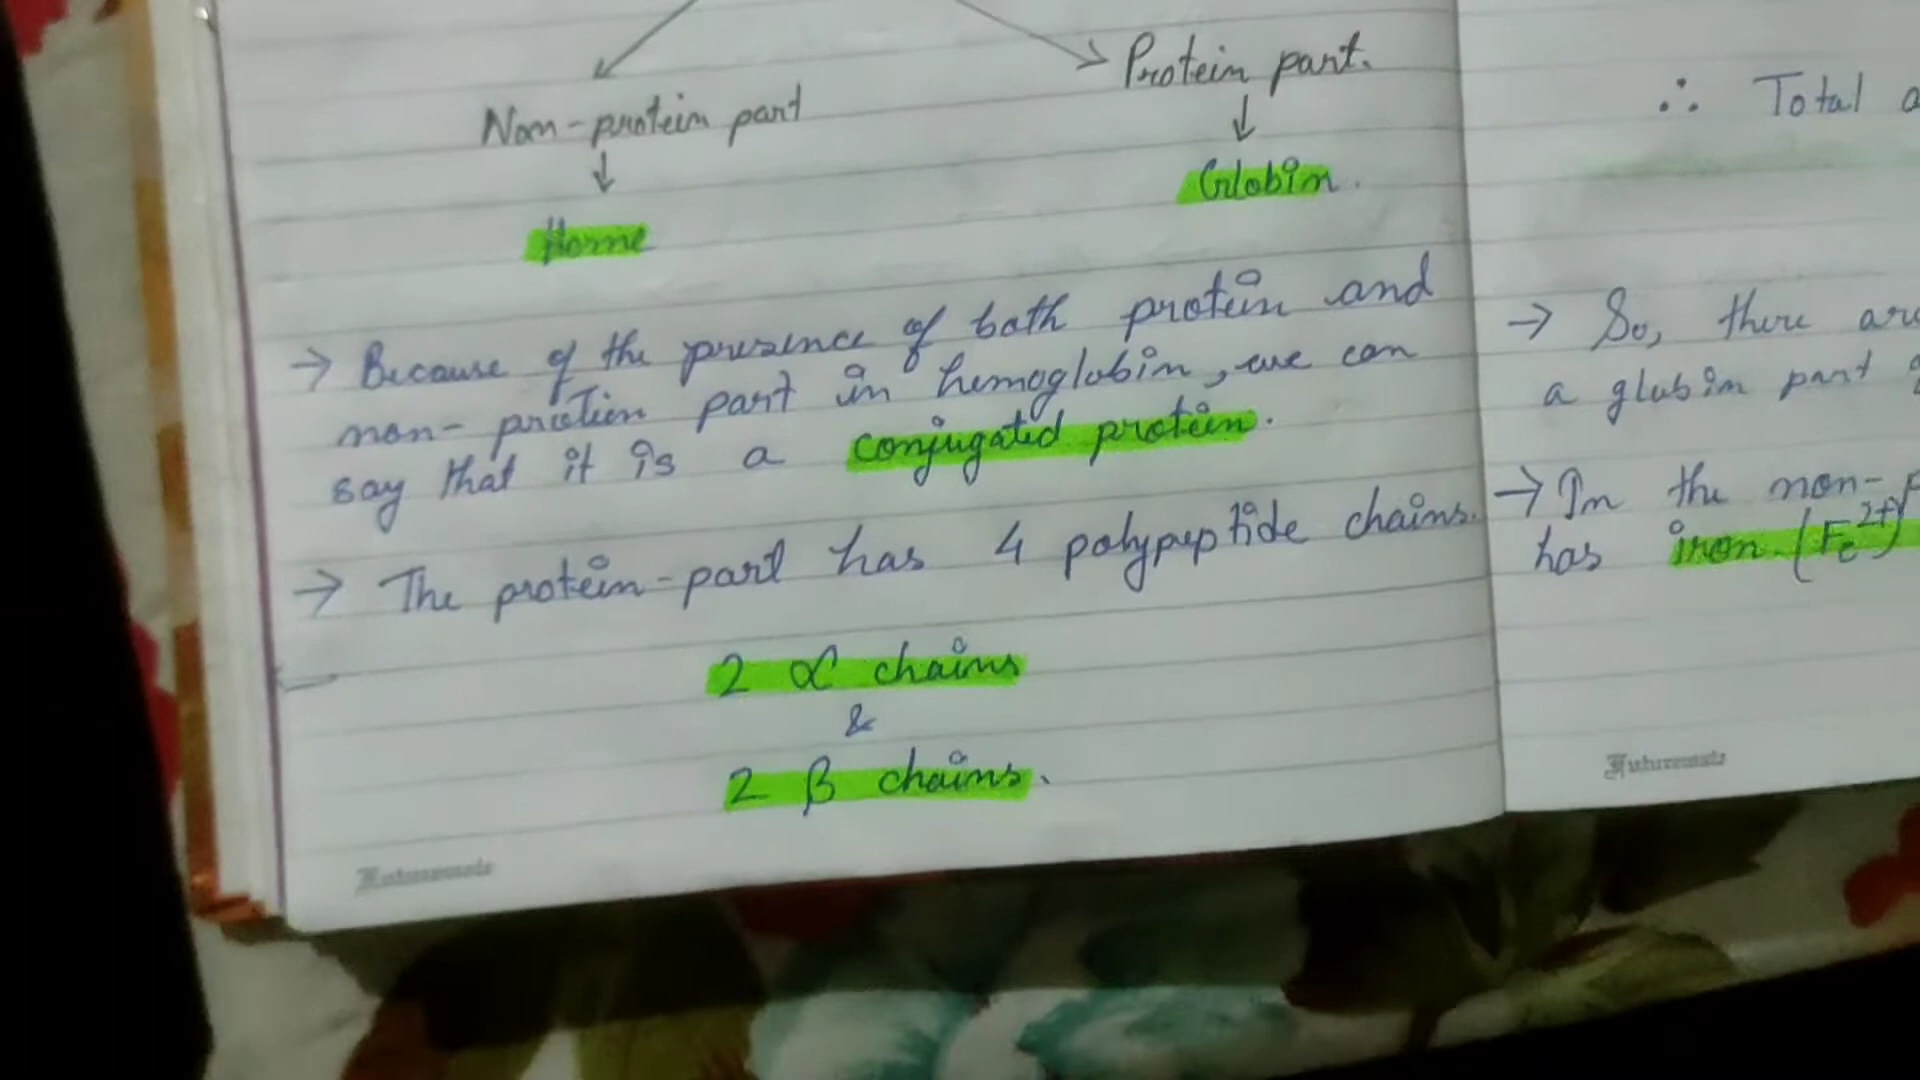 Non-protein part
Protein part.
↓
↓
Heme
Globin.
→ Because of the presence of both protein and
non-protein part in hemoglobin, we can
say that it is a conjugated protein.
→ The protein-part has 4 polypeptide chains.
2 α chains
&
2 β chains.
∴ Total
→ So, there are
a globin part
→ In the non-
has iron (Fe2+)